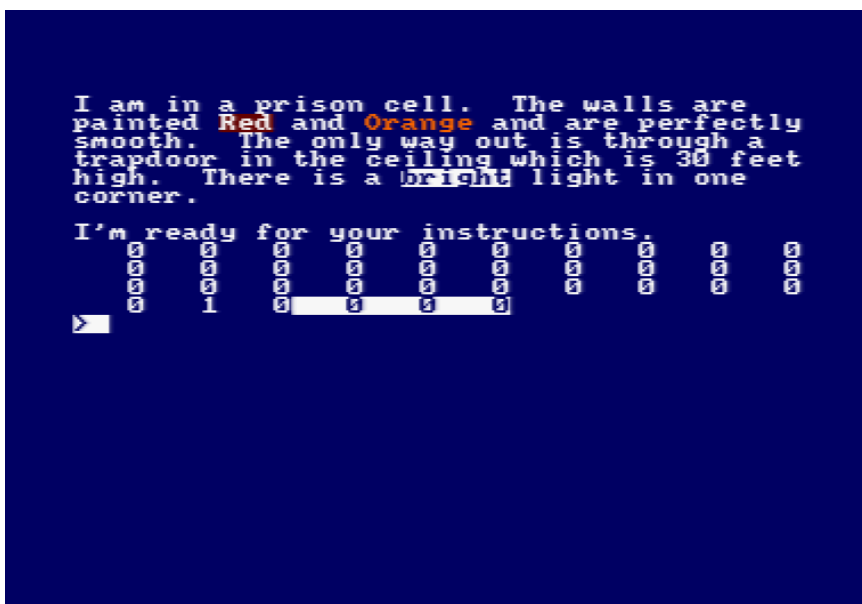 I am in a prison cell.  The walls are
painted Red and Orange and are perfectly
smooth.  The only way out is through a
trapdoor in the ceiling which is 30 feet
high.  There is a bright light in one
corner.
I'm ready for your instructions.
0 0 0 0 0 0 0 0 0 0
0 0 0 0 0 0 0 0 0 0
0 0 0 0 0 0 0 0 0 0
0 1 0 0 0 0
>